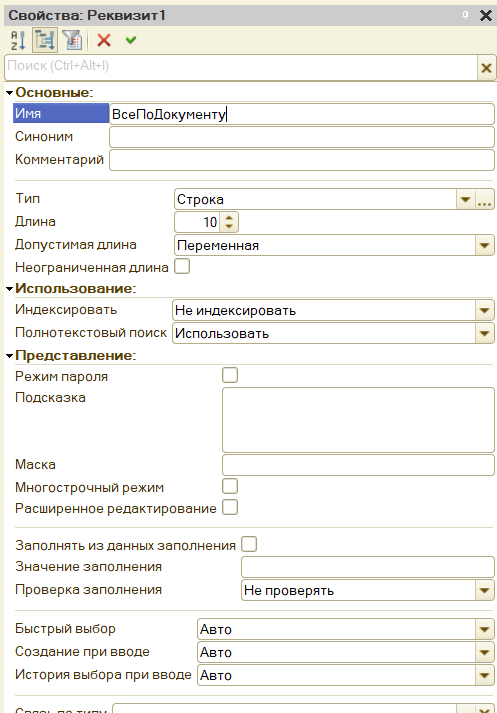 Свойства: Реквизит1
Поиск (Ctrl+Alt+I)
Основные:
Имя ВсеПоДокументу
Синоним
Комментарий
Тип Строка ...
Длина 10
Допустимая длина Переменная
Неограниченная длина
Использование:
Индексировать Не индексировать
Полнотекстовый поиск Использовать
Представление:
Режим пароля
Подсказка
Маска
Многострочный режим
Расширенное редактирование
Заполнять из данных заполнения
Значение заполнения
Проверка заполнения Не проверять
Быстрый выбор Авто
Создание при вводе Авто
История выбора при вводе Авто
Связь по типу